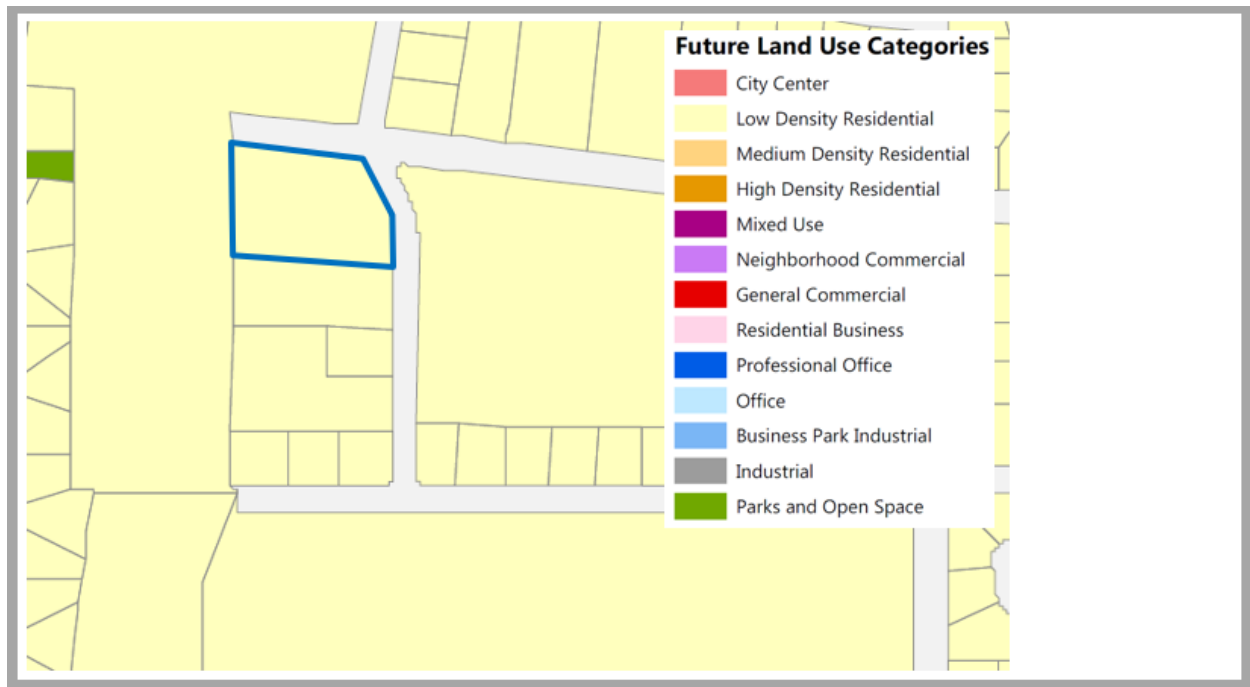 Future Land Use Categories
City Center
Low Density Residential
Medium Density Residential
High Density Residential
Mixed Use
Neighborhood Commercial
General Commercial
Residential Business
Professional Office
Office
Business Park Industrial
Industrial
Parks and Open Space